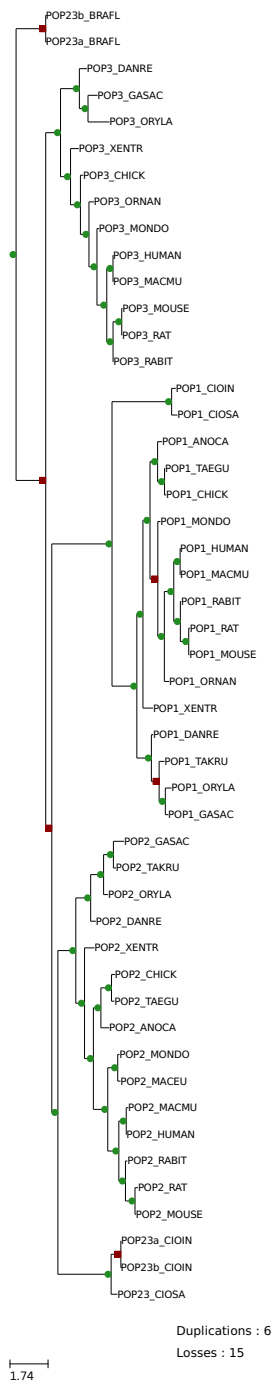 POP23b_BRAFL
POP23a_BRAFL
POP3_DANRE
POP3_GASAC
POP3_ORYLA
POP3_XENTR
POP3_CHICK
POP3_ORNAN
POP3_MONDO
POP3_HUMAN
POP3_MACMU
POP3_MOUSE
POP3_RAT
POP3_RABIT
POP1_CIOIN
POP1_CIOSA
POP1_ANOCA
POP1_TAEGU
POP1_CHICK
POP1_MONDO
POP1_HUMAN
POP1_MACMU
POP1_RABIT
POP1_RAT
POP1_MOUSE
POP1_ORNAN
POP1_XENTR
POP1_DANRE
POP1_TAKRU
POP1_ORYLA
POP1_GASAC
POP2_GASAC
POP2_TAKRU
POP2_ORYLA
POP2_DANRE
POP2_XENTR
POP2_CHICK
POP2_TAEGU
POP2_ANOCA
POP2_MONDO
POP2_MACEU
POP2_MACMU
POP2_HUMAN
POP2_RABIT
POP2_RAT
POP2_MOUSE
POP23a_CIOIN
POP23b_CIOIN
POP23_CIOSA
Duplications : 6
Losses : 15
1.74